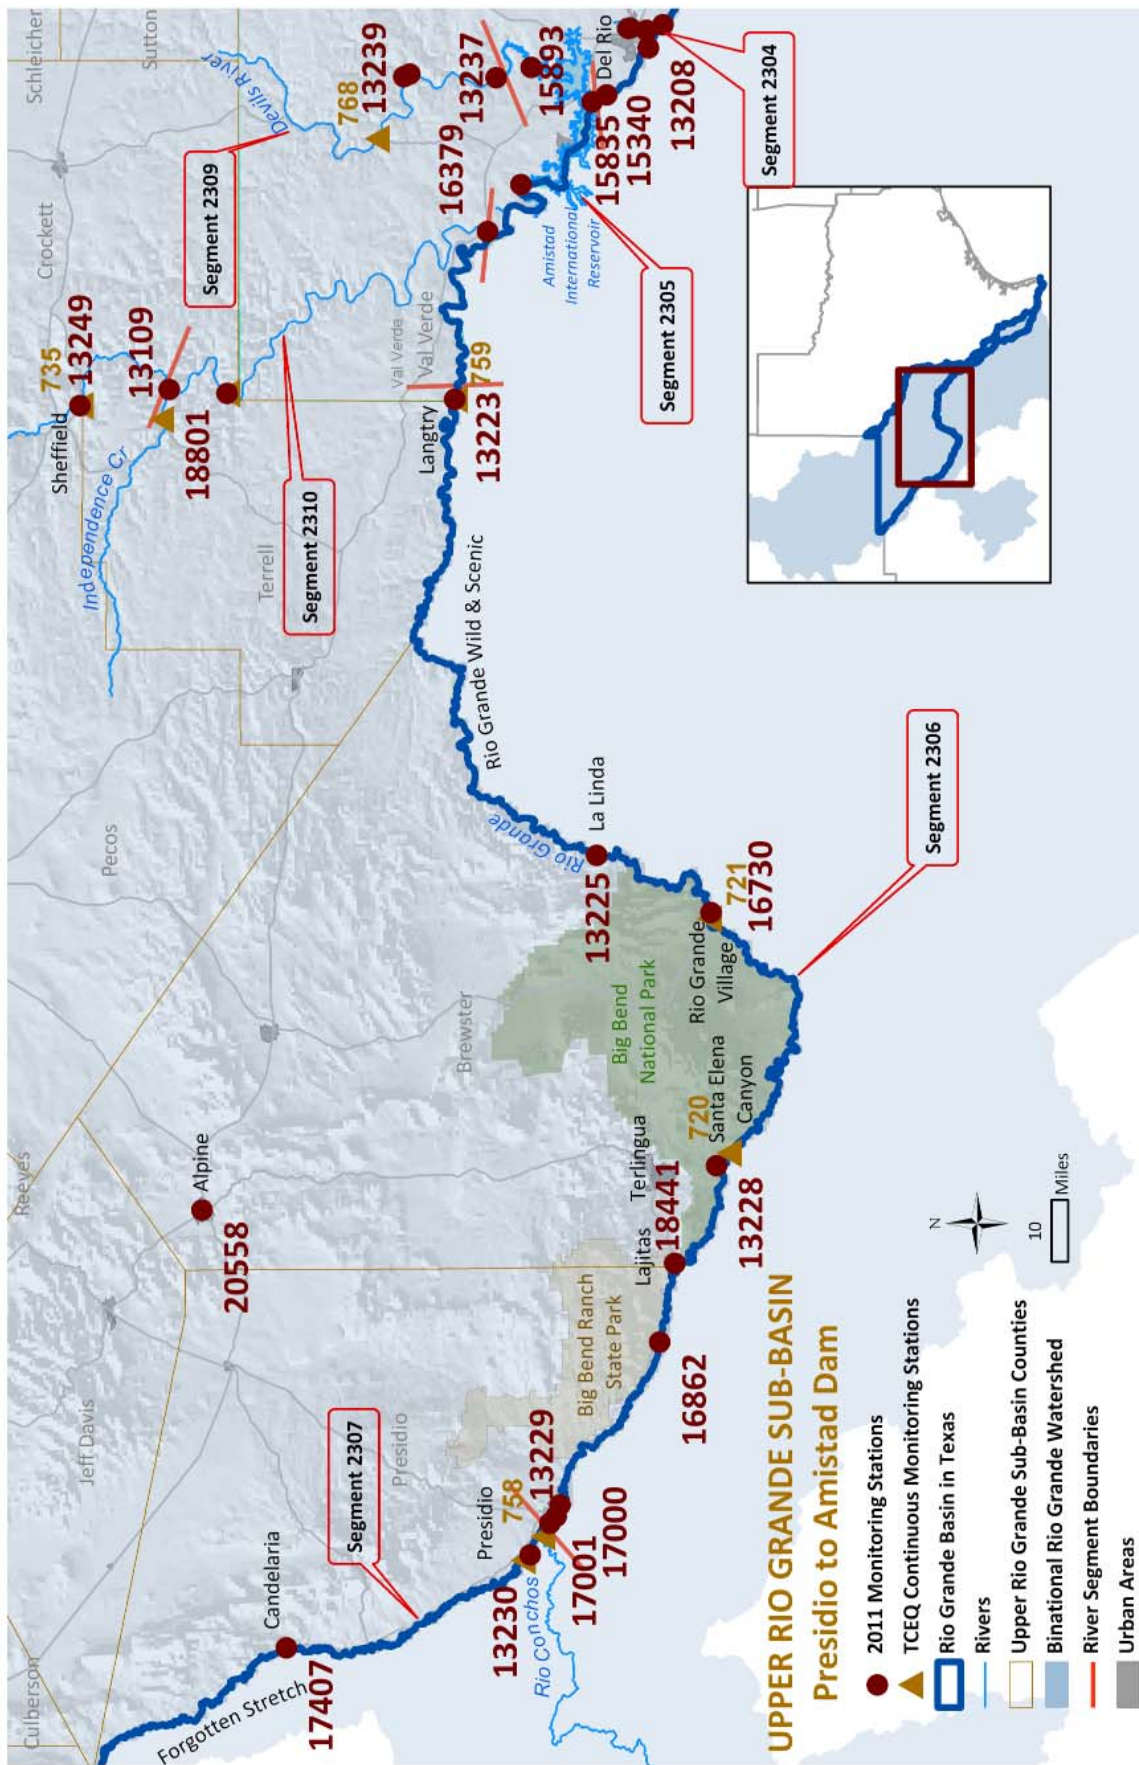 Culberson
Jeff Davis
Reeves
Pecos
Crockett
Schleicher
Sutton
Terrell
Val Verde
Val Verde
Brewster
Presidio
Forgotten Stretch
Candelaria
17407
Segment 2307
Alpine
20558
Presidio
758
13230
Rio Conchos
17001
17000
13229
Big Bend Ranch
State Park
16862
Lajitas
18441
Terlingua
720
Santa Elena
Canyon
13228
Big Bend
National Park
Rio Grande
Village
721
16730
Segment 2306
13225
La Linda
Rio Grande
Rio Grande Wild & Scenic
Independence Cr
Sheffield
735
13249
13109
18801
Segment 2310
Langtry
759
13223
Segment 2309
Devils River
768
13239
16379
13237
15893
Amistad
International
Reservoir
Segment 2305
Del Rio
15835
15340
13208
Segment 2304
N
10
Miles
UPPER RIO GRANDE SUB-BASIN
Presidio to Amistad Dam
2011 Monitoring Stations
TCEQ Continuous Monitoring Stations
Rio Grande Basin in Texas
Rivers
Upper Rio Grande Sub-Basin Counties
Binational Rio Grande Watershed
River Segment Boundaries
Urban Areas